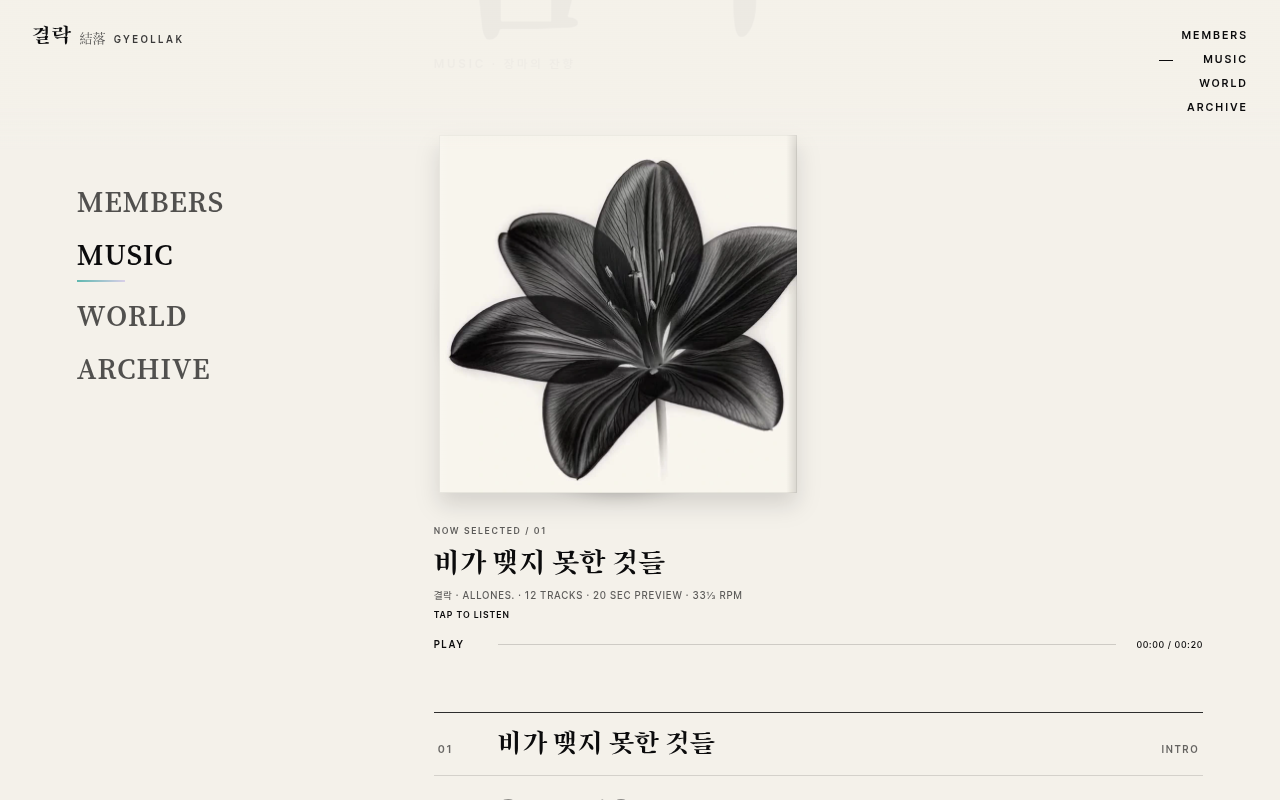 결락 結落 GYEOLLAK
MEMBERS
MUSIC
WORLD
ARCHIVE
MUSIC
MEMBERS
MUSIC
WORLD
ARCHIVE
NOW SELECTED / 01
비가 맺지 못한 것들
결락 · ALLONES. · 12 TRACKS · 20 SEC PREVIEW · 33⅓ RPM
TAP TO LISTEN
PLAY
00:00 / 00:20
01
비가 맺지 못한 것들
INTRO